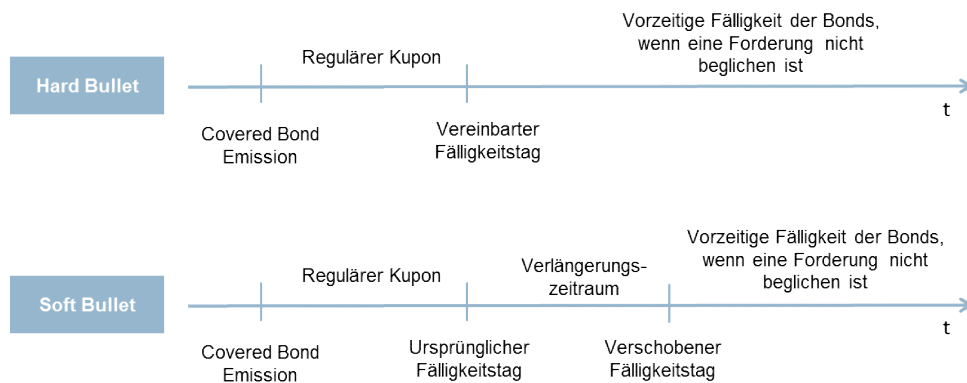 Vorzeitige Fälligkeit der Bonds,
wenn eine Forderung nicht
beglichen ist
Regulärer Kupon
Hard Bullet
t
Covered Bond
Emission
Vereinbarter
Fälligkeitstag
Vorzeitige Fälligkeit der Bonds,
wenn eine Forderung nicht
beglichen ist
Regulärer Kupon
Verlängerungs-
zeitraum
Soft Bullet
t
Covered Bond
Emission
Ursprünglicher
Fälligkeitstag
Verschobener
Fälligkeitstag